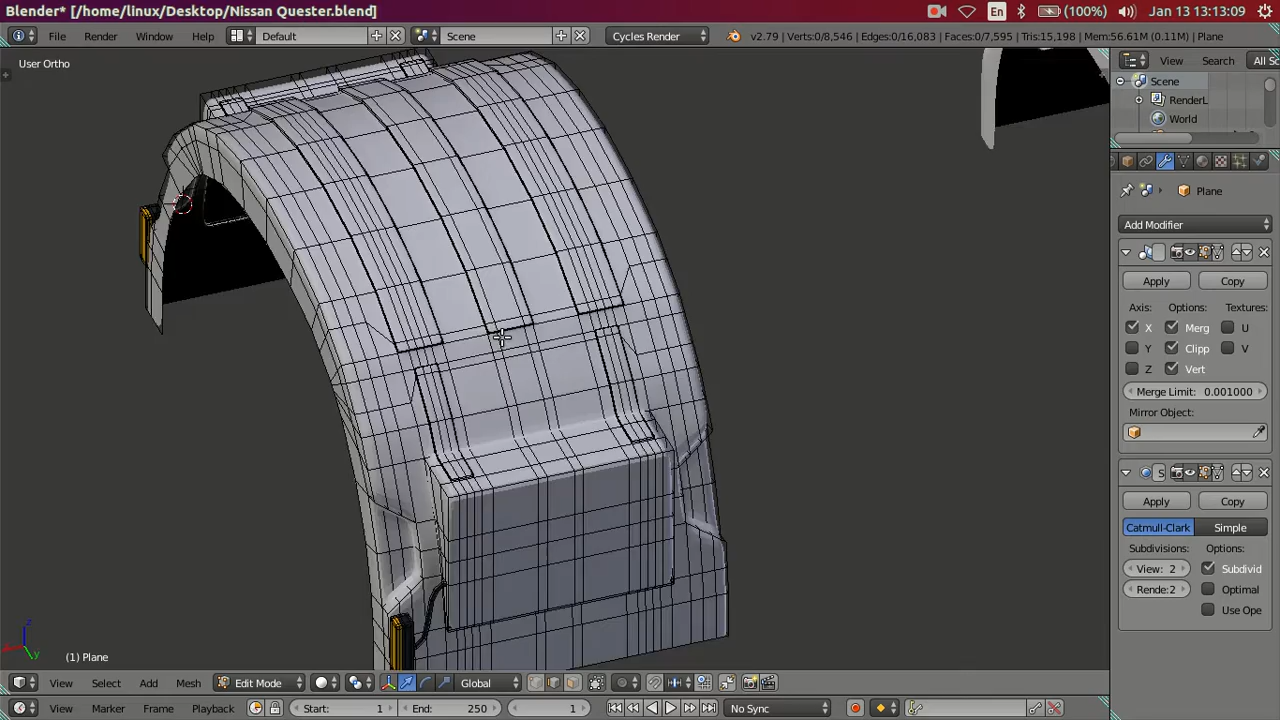 Blender* [/home/linux/Desktop/Nissan Quester.blend]
En
(100%)
Jan 13 13:13:09
File
Render
Window
Help
Default
Scene
Cycles Render
v2.79 | Verts:0/8,546 | Edges:0/16,083 | Faces:0/7,595 | Tris:15,198 | Mem:56.61M (0.11M) | Plane
User Ortho
View
Search
All Sc
Scene
RenderL
World
Plane
Add Modifier
Apply
Copy
Axis:
Options:
Textures:
X
Merg
U
Y
Clipp
V
Z
Vert
Merge Limit: 0.001000
Mirror Object:
S
Apply
Copy
Catmull-Clark
Simple
Subdivisions:
Options:
View: 2
Subdivid
Rende:2
Optimal
Use Ope
z
y
(1) Plane
View
Select
Add
Mesh
Edit Mode
Global
View
Marker
Frame
Playback
Start: 1
End: 250
1
No Sync